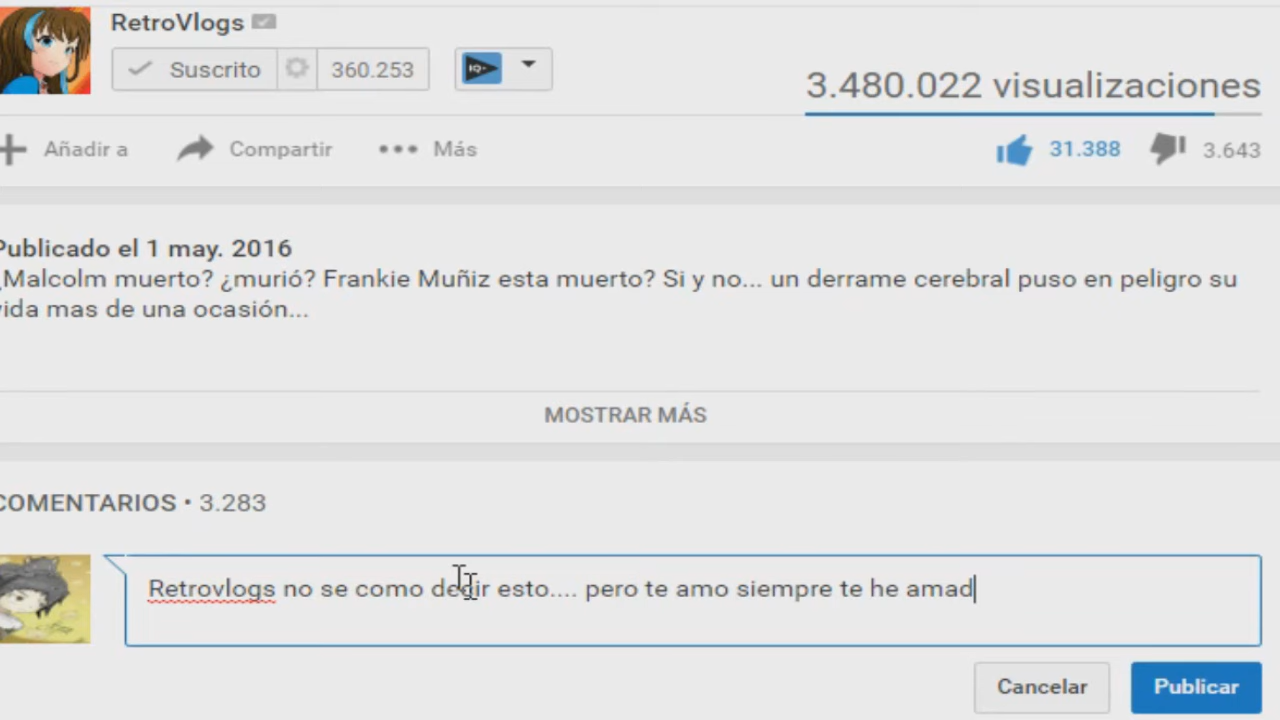 RetroVlogs
Suscrito 360.253
IQ
3.480.022 visualizaciones
Añadir a Compartir Más 31.388 3.643
Publicado el 1 may. 2016
¿Malcolm muerto? ¿murió? Frankie Muñiz esta muerto? Si y no... un derrame cerebral puso en peligro su
vida mas de una ocasión...
MOSTRAR MÁS
COMENTARIOS • 3.283
Retrovlogs no se como decir esto.... pero te amo siempre te he amad
Cancelar Publicar